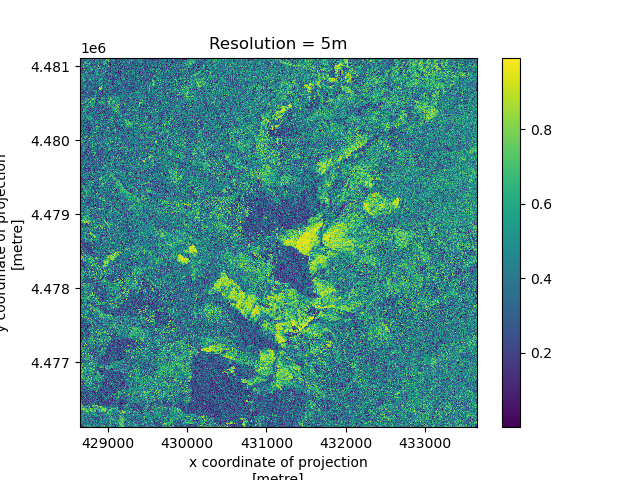 Resolution = 5m
1e6
4.481
4.480
4.479
4.478
4.477
y coordinate of projection
[metre]
429000 430000 431000 432000 433000
x coordinate of projection
[metre]
0.8
0.6
0.4
0.2